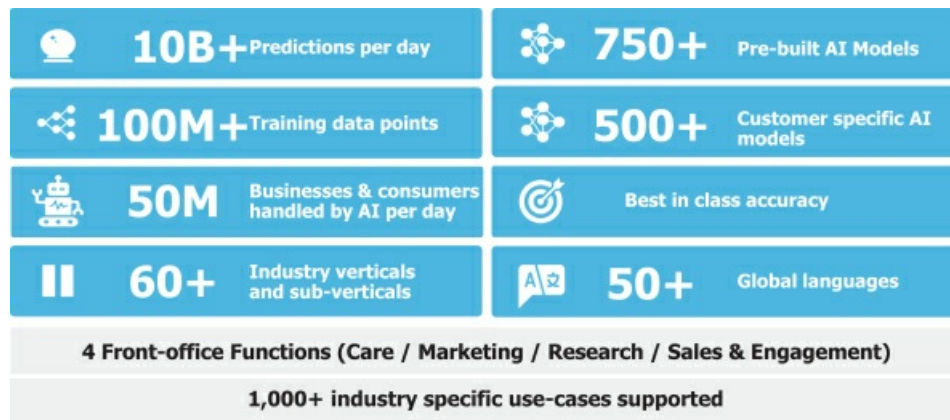 10B+ Predictions per day
750+ Pre-built AI Models
100M+ Training data points
500+ Customer specific AI
models
50M Businesses & consumers
handled by AI per day
Best in class accuracy
60+ Industry verticals
and sub-verticals
A 文
50+ Global languages
4 Front-office Functions (Care / Marketing / Research / Sales & Engagement)
1,000+ industry specific use-cases supported